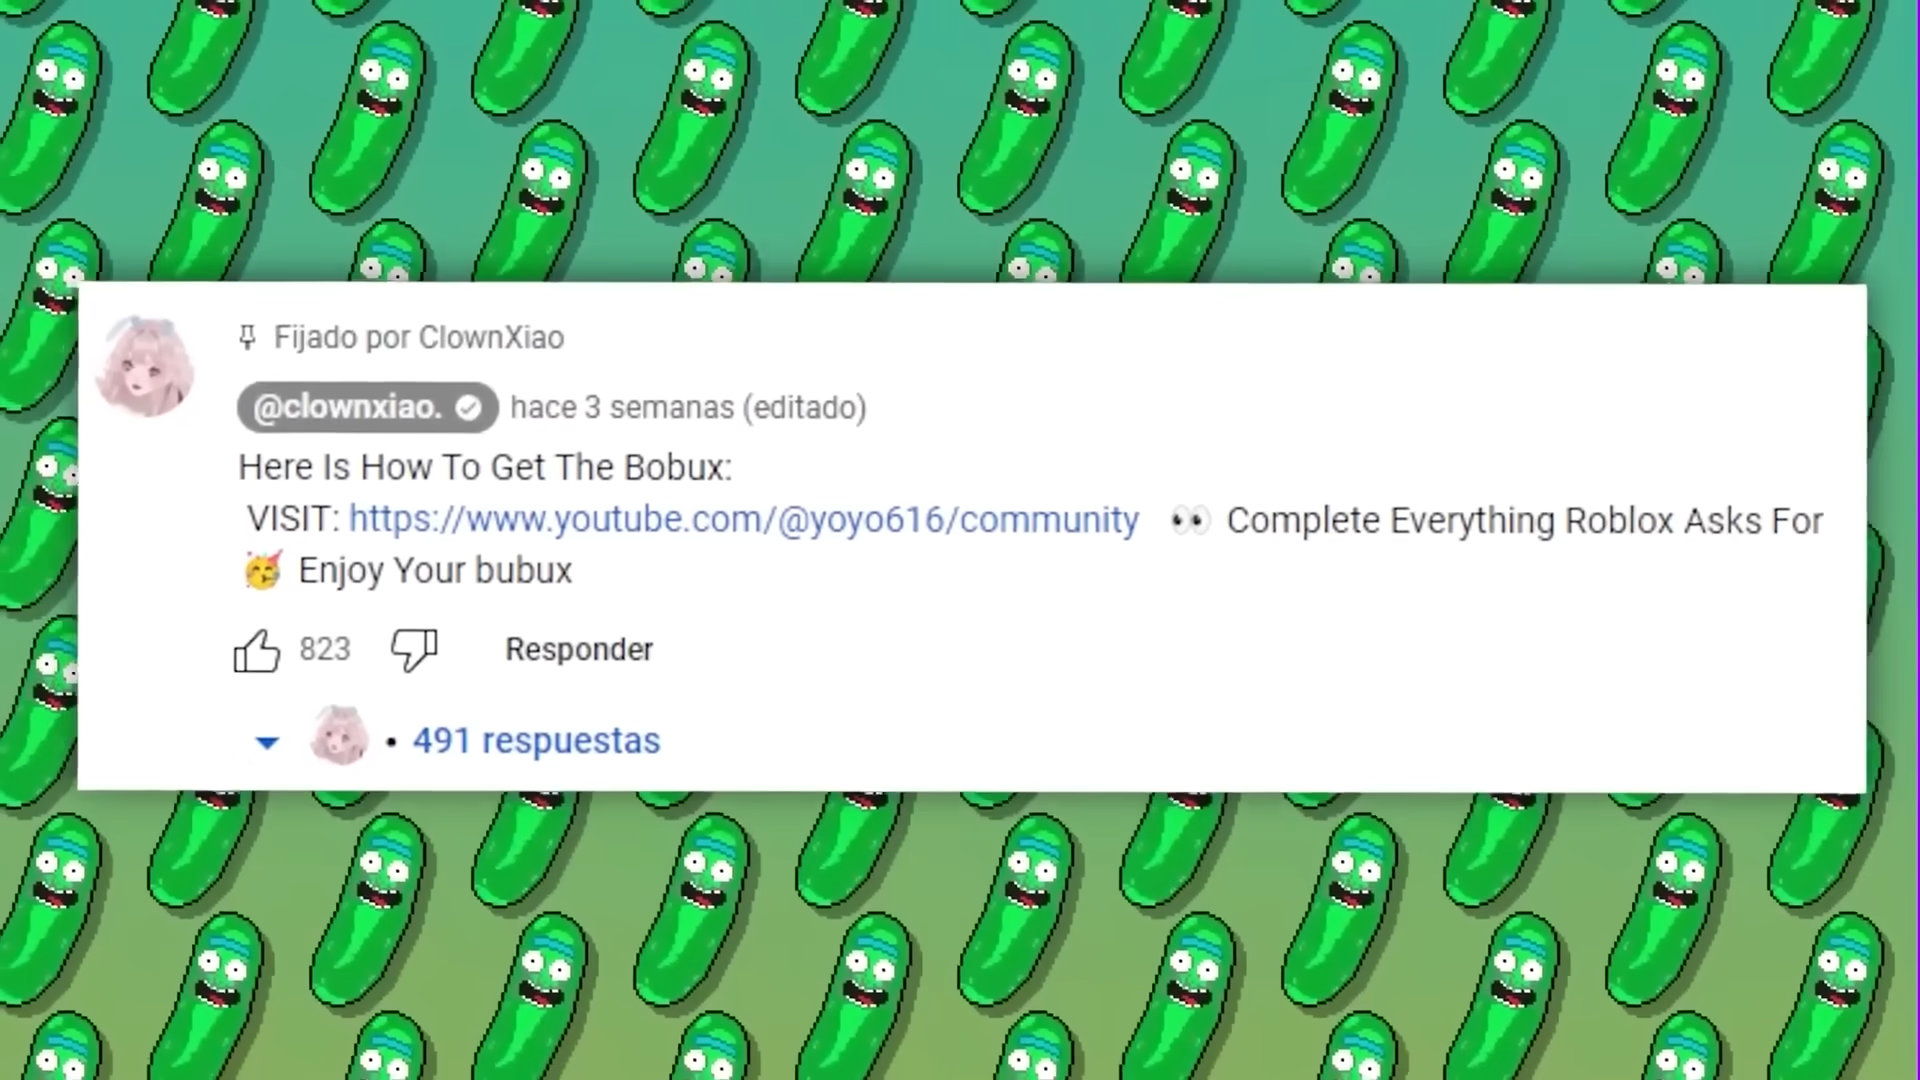 Fijado por ClownXiao
@clownxiao. hace 3 semanas (editado)
Here Is How To Get The Bobux:
VISIT: https://www.youtube.com/@yoyo616/community 👀 Complete Everything Roblox Asks For
🥳 Enjoy Your bubux
823 Responder
• 491 respuestas